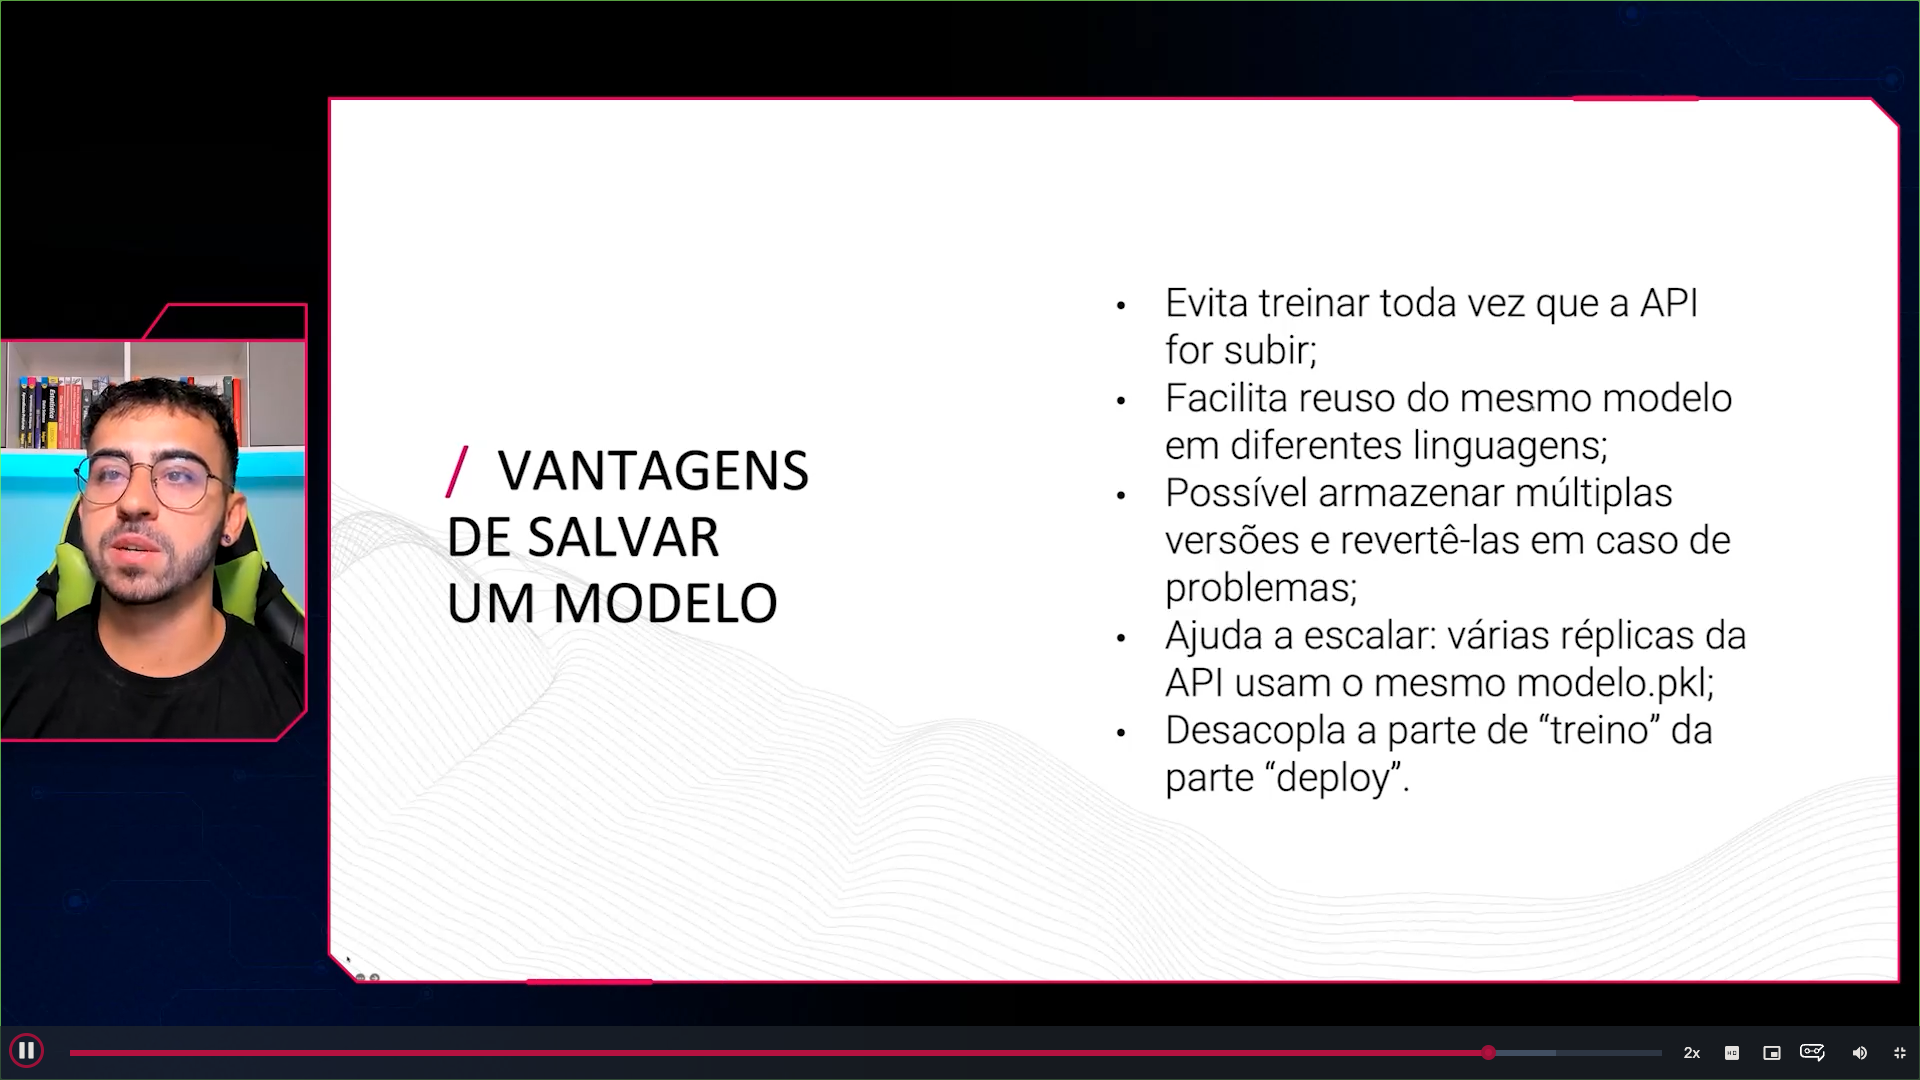 / VANTAGENS
DE SALVAR
UM MODELO
• Evita treinar toda vez que a API
for subir;
• Facilita reuso do mesmo modelo
em diferentes linguagens;
• Possível armazenar múltiplas
versões e revertê-las em caso de
problemas;
• Ajuda a escalar: várias réplicas da
API usam o mesmo modelo.pkl;
• Desacopla a parte de “treino” da
parte “deploy”.
Estatística
2x
HD